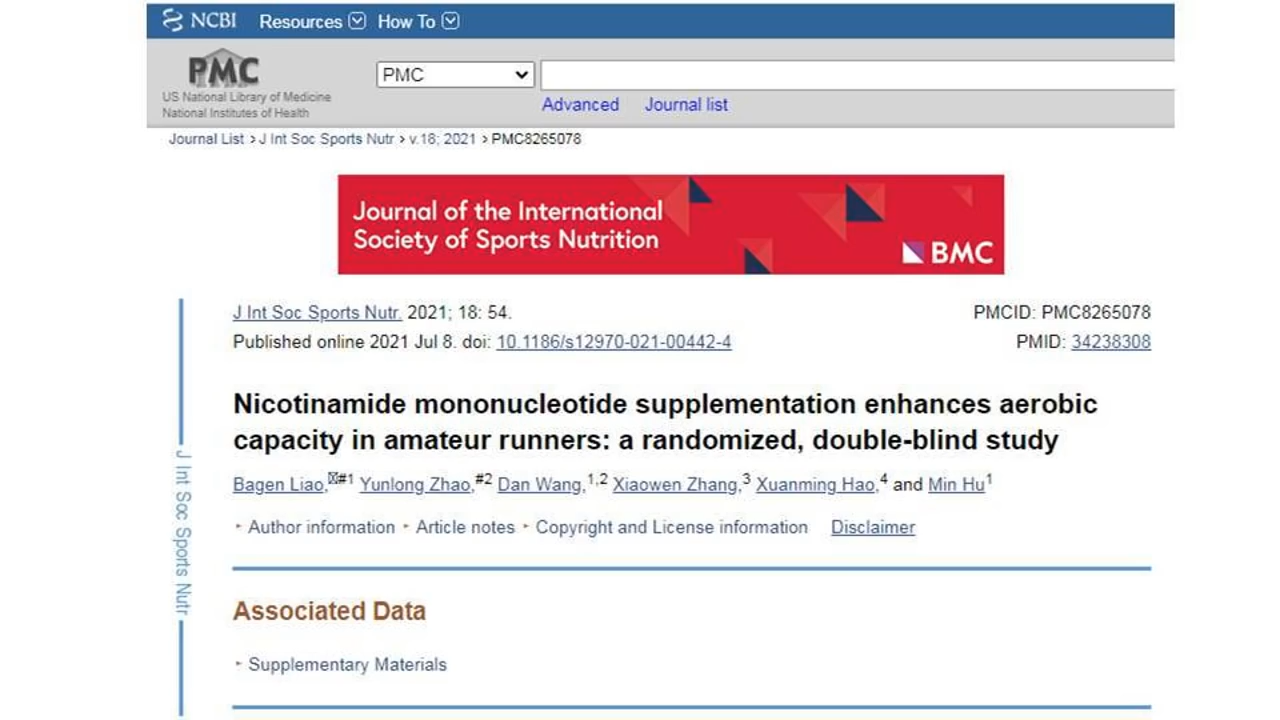 NCBI Resources How To
PMC
US National Library of Medicine
National Institutes of Health
PMC
Advanced Journal list
Journal List > J Int Soc Sports Nutr > v.18; 2021 > PMC8265078
Journal of the International
Society of Sports Nutrition
BMC
J Int Soc Sports Nutr. 2021; 18: 54.
PMCID: PMC8265078
Published online 2021 Jul 8. doi: 10.1186/s12970-021-00442-4
PMID: 34238308
Nicotinamide mononucleotide supplementation enhances aerobic
capacity in amateur runners: a randomized, double-blind study
Bagen Liao,#1 Yunlong Zhao,#2 Dan Wang,1,2 Xiaowen Zhang,3 Xuanming Hao,4 and Min Hu1
Author information Article notes Copyright and License information Disclaimer
J Int Soc Sports Nutr
Associated Data
Supplementary Materials